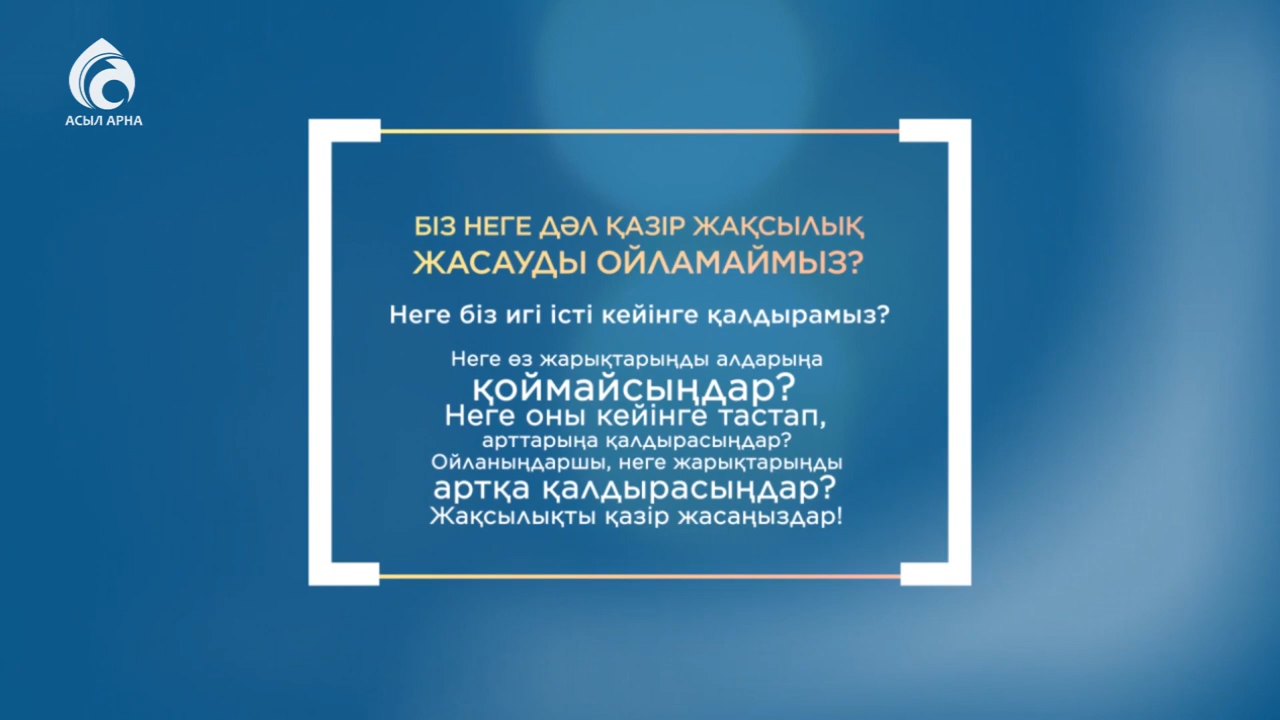 АСЫЛ АРНА
БІЗ НЕГЕ ДӘЛ ҚАЗІР ЖАҚСЫЛЫҚ
ЖАСАУДЫ ОЙЛАМАЙМЫЗ?
Неге біз игі істі кейінге қалдырамыз?
Неге өз жарықтарыңды алдарыңа
қоймайсыңдар?
Неге оны кейінге тастап,
арттарыңа қалдырасыңдар?
Ойланыңдаршы, неге жарықтарыңды
артқа қалдырасыңдар?
Жақсылықты қазір жасаңыздар!